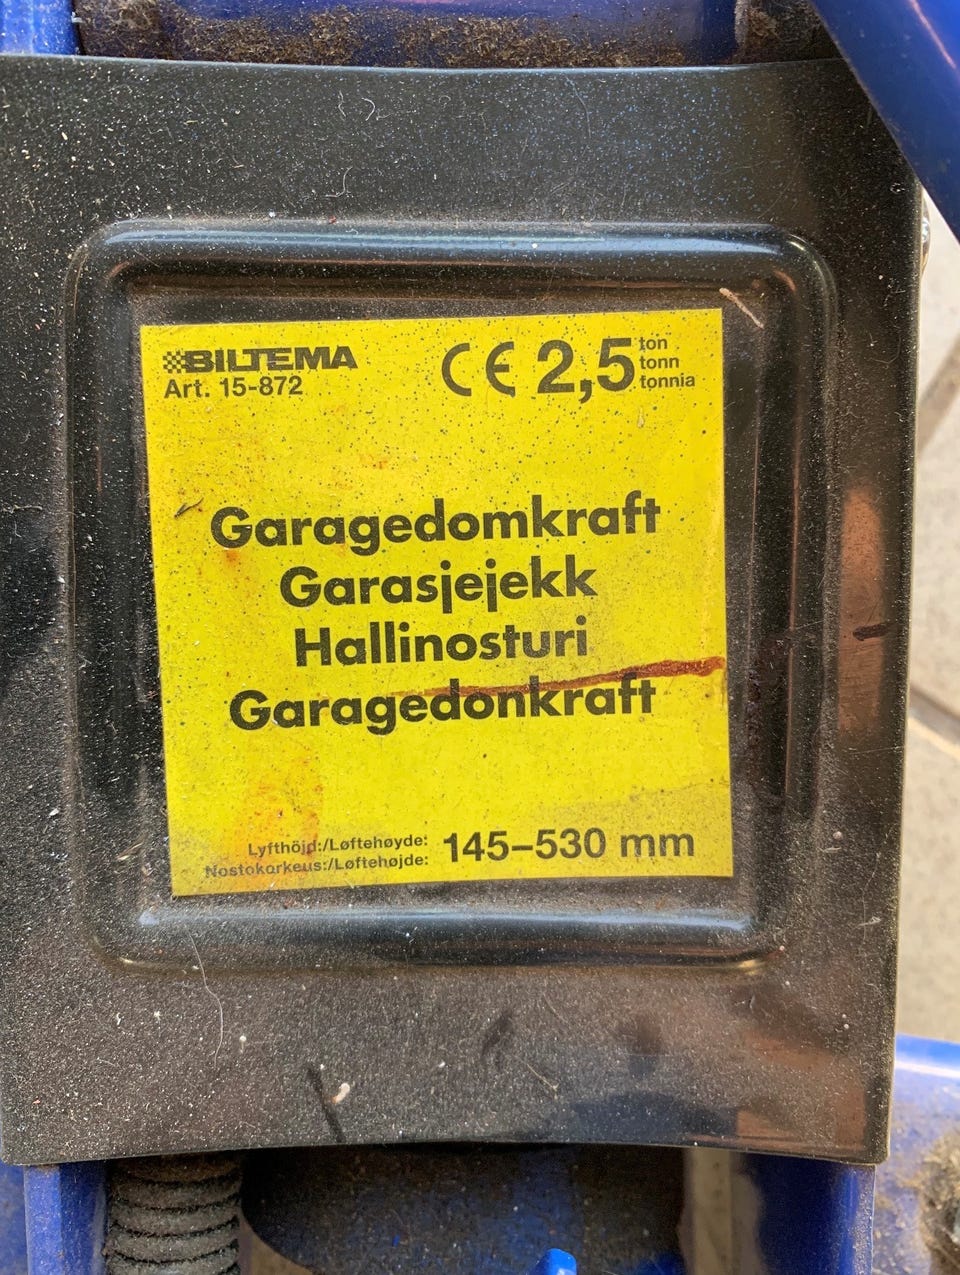 BILTEMA
Art. 15-872
CE 2,5 ton
tonn
tonnia
Garagedomkraft
Garasjejekk
Hallinosturi
Garagedonkraft
Lyfthöjd:/Løftehøyde:
Nostokorkeus:/Løftehøjde:
145–530 mm